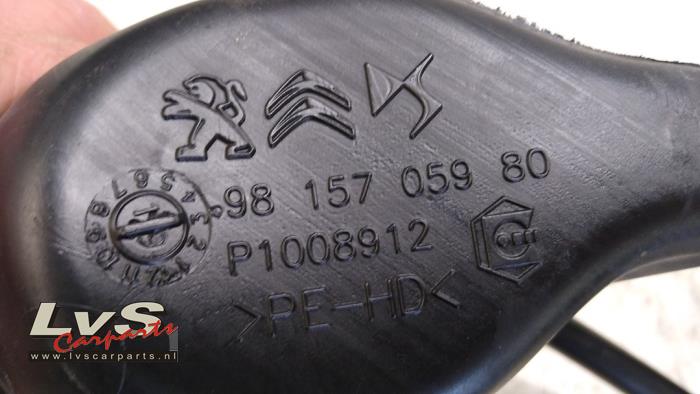 98 157 059 80
P1008912
>PE-HD<
LvS
Carparts
www.lvscarparts.nl